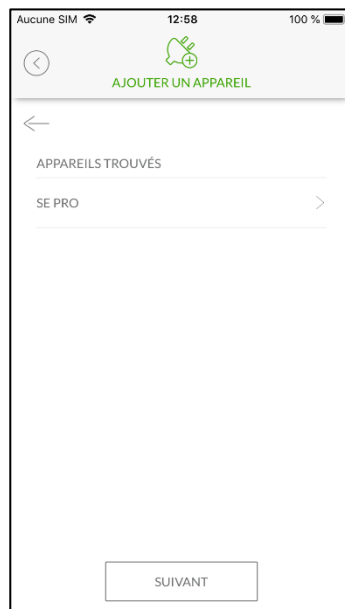 Aucune SIM 12:58 100 %
AJOUTER UN APPAREIL
APPAREILS TROUVÉS
SE PRO
SUIVANT